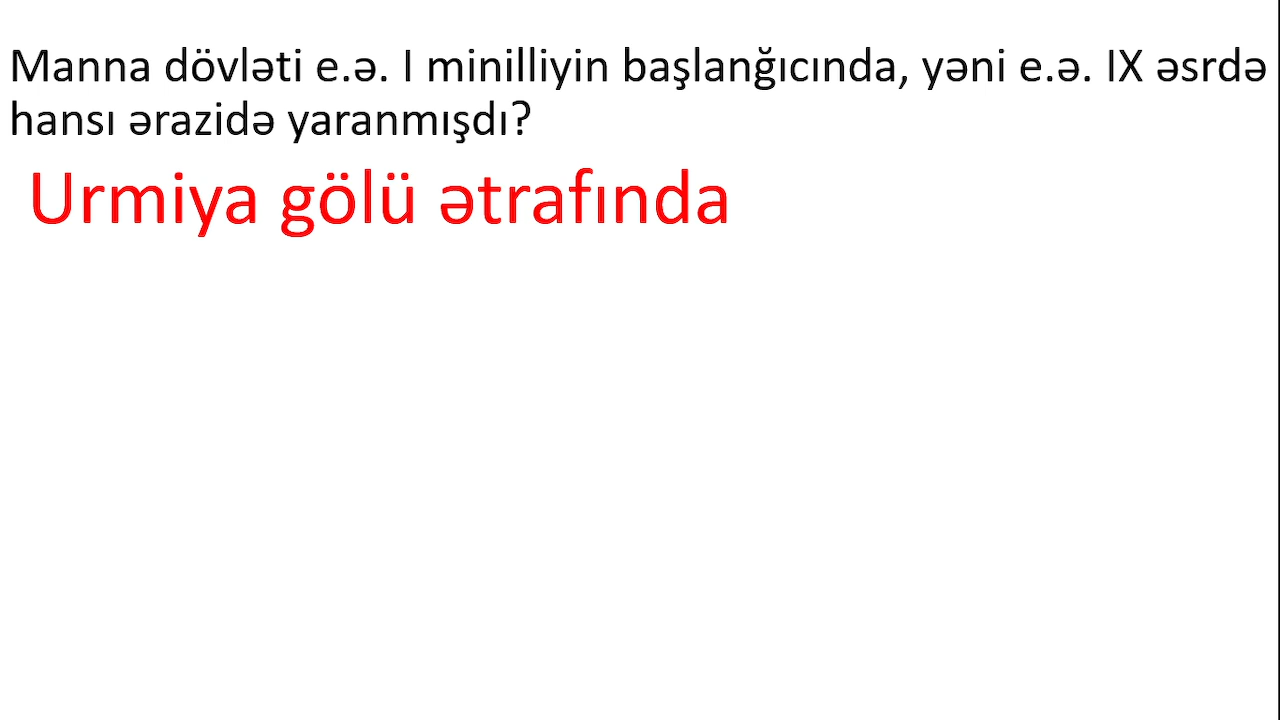 Manna dövləti e.ə. I minilliyin başlanğıcında, yəni e.ə. IX əsrdə
hansı ərazidə yaranmışdı?
Urmiya gölü ətrafında